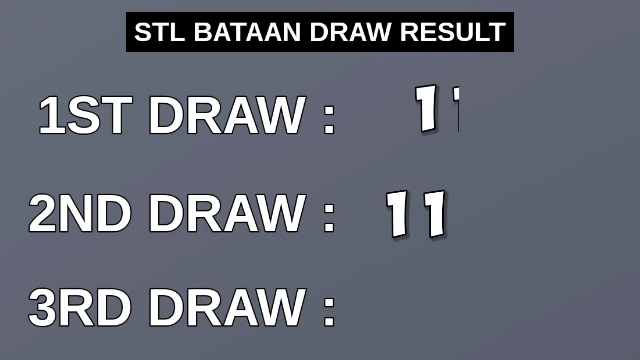 STL BATAAN DRAW RESULT
1ST DRAW : 1
2ND DRAW : 11
3RD DRAW :